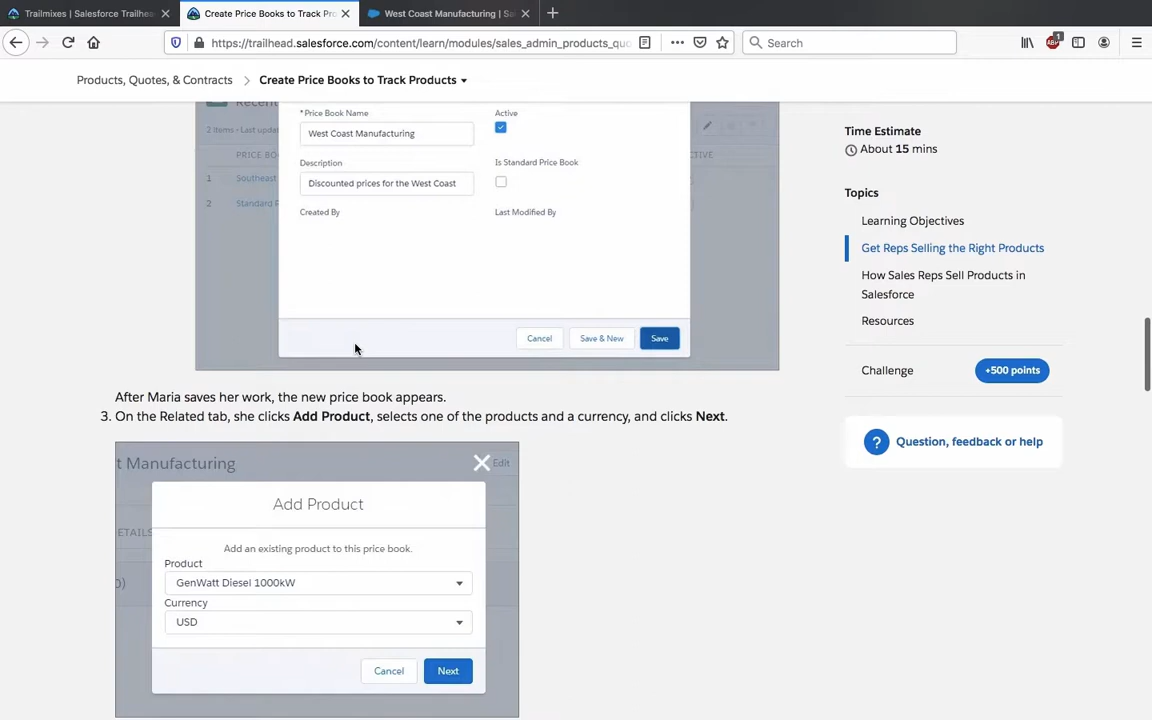 Trailmixes | Salesforce Trailhea
Create Price Books to Track Pro
West Coast Manufacturing | Sa
https://trailhead.salesforce.com/content/learn/modules/sales_admin_products_quo
Search
1
Products, Quotes, & Contracts
Create Price Books to Track Products
Recent
2 items • Last updat
PRICE BO
CTIVE
1 Southeast
2 Standard P
*Price Book Name
West Coast Manufacturing
Active
Description
Discounted prices for the West Coast
Is Standard Price Book
Created By
Last Modified By
Cancel
Save & New
Save
After Maria saves her work, the new price book appears.
3. On the Related tab, she clicks Add Product, selects one of the products and a currency, and clicks Next.
t Manufacturing
Edit
ETAILS
0)
Add Product
Add an existing product to this price book.
Product
GenWatt Diesel 1000kW
Currency
USD
Cancel
Next
Time Estimate
About 15 mins
Topics
Learning Objectives
Get Reps Selling the Right Products
How Sales Reps Sell Products in
Salesforce
Resources
Challenge
+500 points
? Question, feedback or help